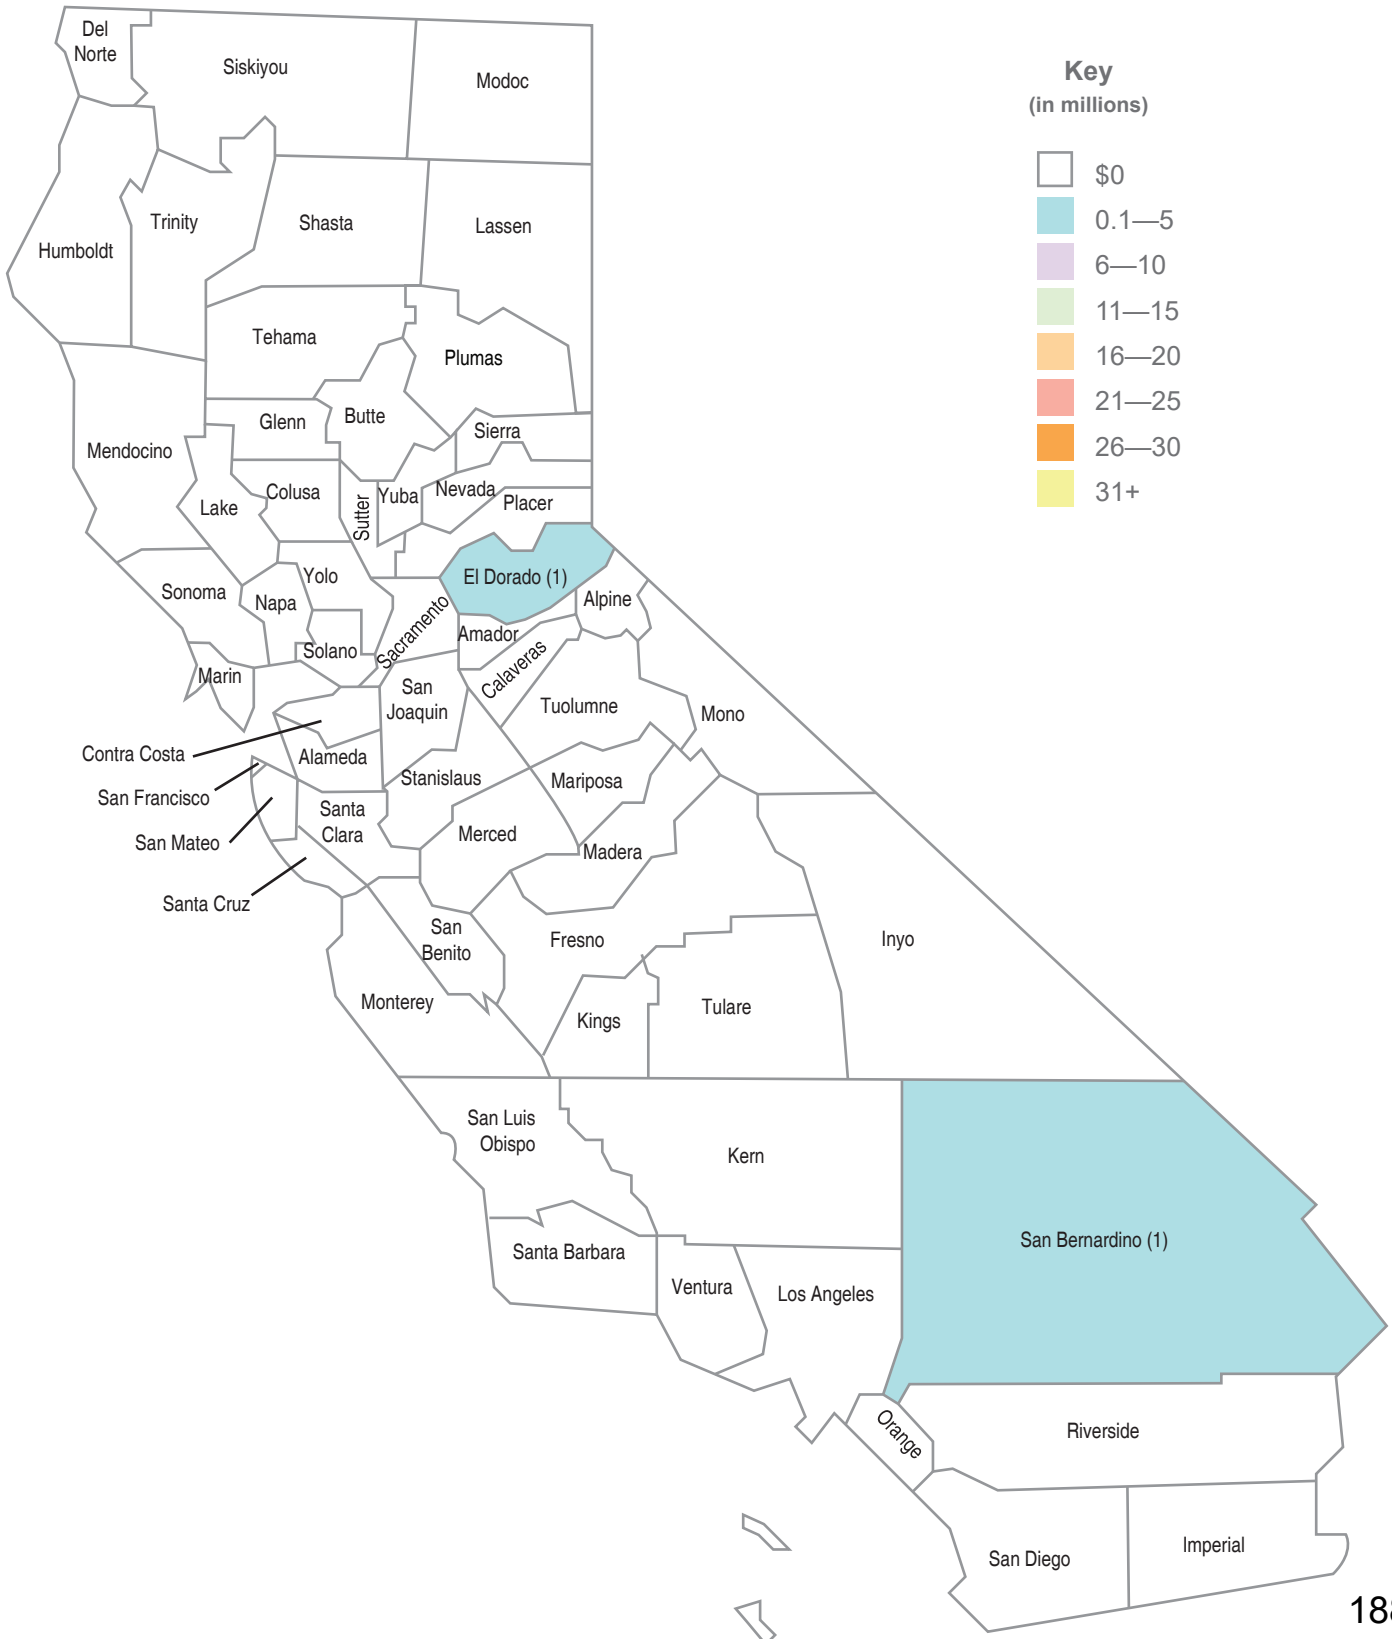 Del
Norte
Siskiyou
Modoc
Key
(in millions)
$0
0.1—5
6—10
11—15
16—20
21—25
26—30
31+
Humboldt
Trinity
Shasta
Lassen
Tehama
Plumas
Mendocino
Glenn
Butte
Sierra
Lake
Colusa
Sutter
Yuba
Nevada
Placer
El Dorado (1)
Sonoma
Napa
Yolo
Solano
Sacramento
Amador
Alpine
Calaveras
Marin
San
Joaquin
Tuolumne
Mono
Contra Costa
Alameda
Stanislaus
Mariposa
San Francisco
San Mateo
Santa
Clara
Merced
Madera
Santa Cruz
San
Benito
Fresno
Inyo
Monterey
Kings
Tulare
San Luis
Obispo
Kern
Santa Barbara
Ventura
Los Angeles
San Bernardino (1)
Orange
Riverside
San Diego
Imperial
188